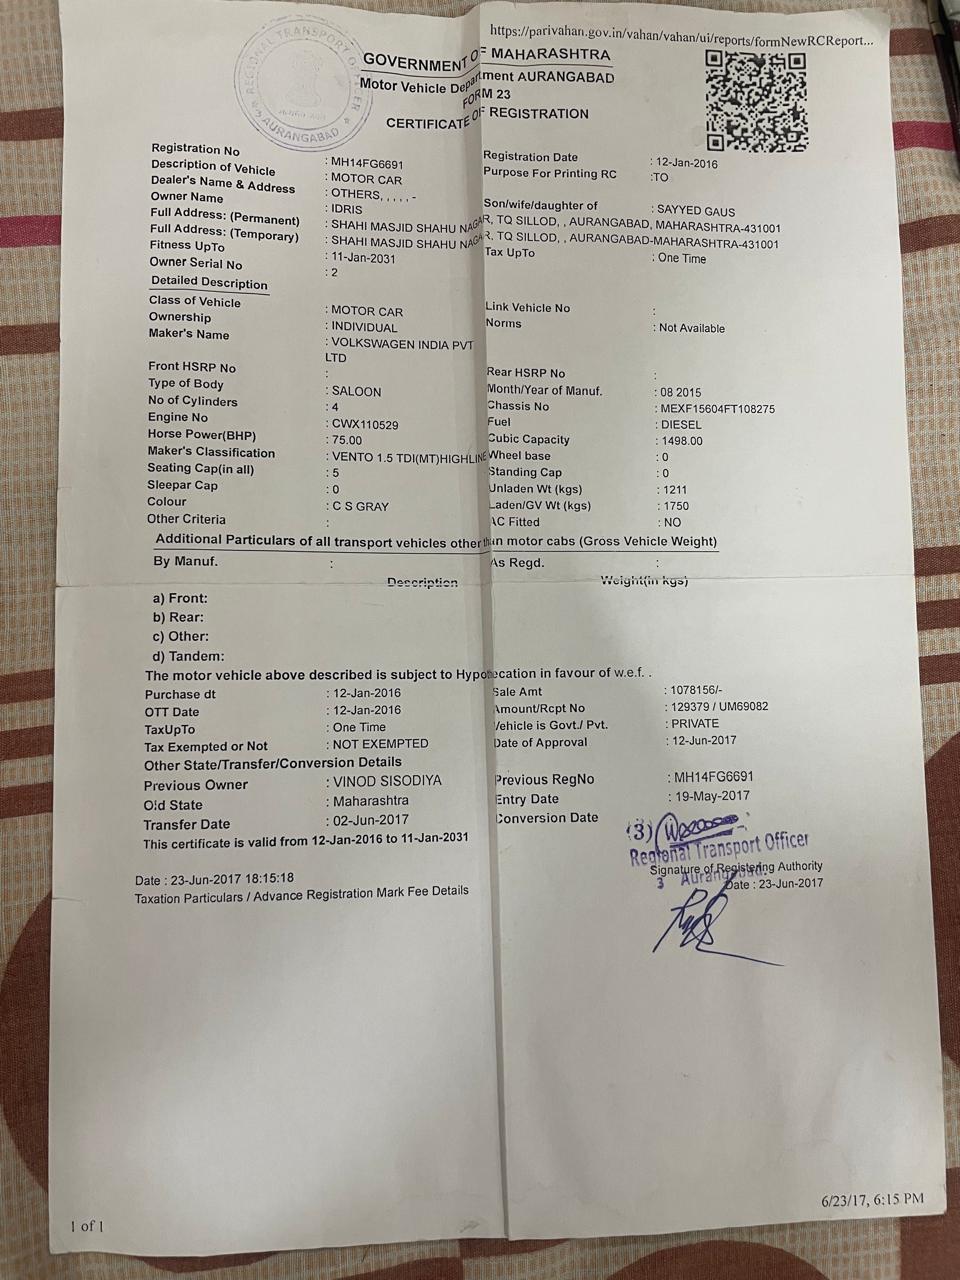 https://parivahan.gov.in/vahan/vahan/ui/reports/formNewRCReport...
REGIONAL TRANSPORT OFFICER
AURANGABAD
GOVERNMENT OF MAHARASHTRA
Motor Vehicle Department AURANGABAD
FORM 23
CERTIFICATE OF REGISTRATION
Registration No : MH14FG6691 Registration Date : 12-Jan-2016
Description of Vehicle : MOTOR CAR Purpose For Printing RC :TO
Dealer's Name & Address : OTHERS, , , , , -
Owner Name : IDRIS Son/wife/daughter of : SAYYED GAUS
Full Address: (Permanent) : SHAHI MASJID SHAHU NAGAR, TQ SILLOD, , AURANGABAD, MAHARASHTRA-431001
Full Address: (Temporary) : SHAHI MASJID SHAHU NAGAR, TQ SILLOD, , AURANGABAD-MAHARASHTRA-431001
Fitness UpTo : 11-Jan-2031 Tax UpTo : One Time
Owner Serial No : 2
Detailed Description
Class of Vehicle : MOTOR CAR Link Vehicle No :
Ownership : INDIVIDUAL Norms : Not Available
Maker's Name : VOLKSWAGEN INDIA PVT
LTD
Front HSRP No : Rear HSRP No :
Type of Body : SALOON Month/Year of Manuf. : 08 2015
No of Cylinders : 4 Chassis No : MEXF15604FT108275
Engine No : CWX110529 Fuel : DIESEL
Horse Power(BHP) : 75.00 Cubic Capacity : 1498.00
Maker's Classification : VENTO 1.5 TDI(MT)HIGHLINE Wheel base : 0
Seating Cap(in all) : 5 Standing Cap : 0
Sleepar Cap : 0 Unladen Wt (kgs) : 1211
Colour : C S GRAY Laden/GV Wt (kgs) : 1750
Other Criteria : AC Fitted : NO
Additional Particulars of all transport vehicles other than motor cabs (Gross Vehicle Weight)
By Manuf. : As Regd. :
Description Weight(in kgs)
a) Front:
b) Rear:
c) Other:
d) Tandem:
The motor vehicle above described is subject to Hypothecation in favour of w.e.f. .
Purchase dt : 12-Jan-2016 Sale Amt : 1078156/-
OTT Date : 12-Jan-2016 Amount/Rcpt No : 129379 / UM69082
TaxUpTo : One Time Vehicle is Govt./ Pvt. : PRIVATE
Tax Exempted or Not : NOT EXEMPTED Date of Approval : 12-Jun-2017
Other State/Transfer/Conversion Details
Previous Owner : VINOD SISODIYA Previous RegNo : MH14FG6691
Old State : Maharashtra Entry Date : 19-May-2017
Transfer Date : 02-Jun-2017 Conversion Date
This certificate is valid from 12-Jan-2016 to 11-Jan-2031
(3)
Regional Transport Officer
Signature of Registering Authority
3 Aurangabad.
Date : 23-Jun-2017 18:15:18 Date : 23-Jun-2017
Taxation Particulars / Advance Registration Mark Fee Details
1 of 1 6/23/17, 6:15 PM